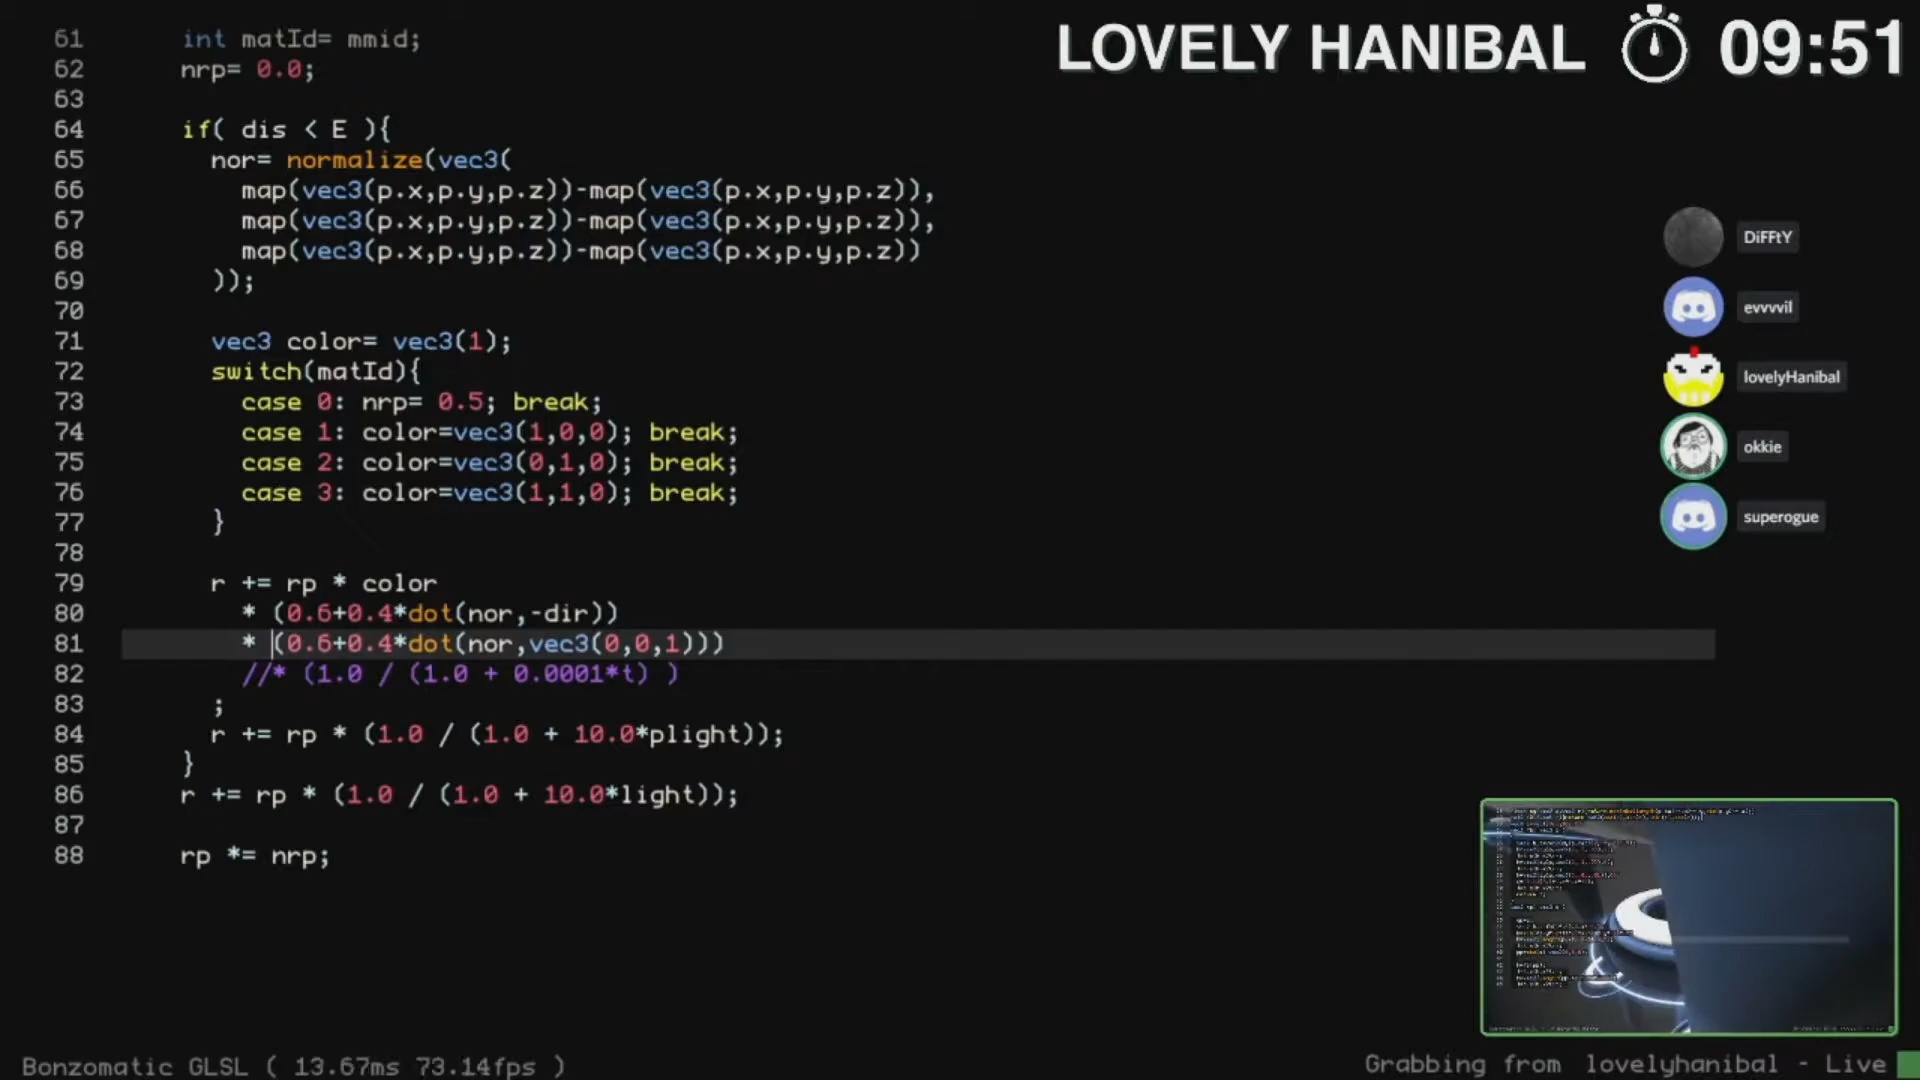 LOVELY HANIBAL 09:51
61 int matId= mmid;
62 nrp= 0.0;
63
64 if( dis < E ){
65 nor= normalize(vec3(
66 map(vec3(p.x,p.y,p.z))-map(vec3(p.x,p.y,p.z)),
67 map(vec3(p.x,p.y,p.z))-map(vec3(p.x,p.y,p.z)),
68 map(vec3(p.x,p.y,p.z))-map(vec3(p.x,p.y,p.z))
69 ));
70
71 vec3 color= vec3(1);
72 switch(matId){
73 case 0: nrp= 0.5; break;
74 case 1: color=vec3(1,0,0); break;
75 case 2: color=vec3(0,1,0); break;
76 case 3: color=vec3(1,1,0); break;
77 }
78
79 r += rp * color
80 * (0.6+0.4*dot(nor,-dir))
81 * (0.6+0.4*dot(nor,vec3(0,0,1)))
82 //* (1.0 / (1.0 + 0.0001*t) )
83 ;
84 r += rp * (1.0 / (1.0 + 10.0*plight));
85 }
86 r += rp * (1.0 / (1.0 + 10.0*light));
87
88 rp *= nrp;
DiFFtY
evvvvil
lovelyHanibal
okkie
superogue
Bonzomatic GLSL ( 13.67ms 73.14fps )
Grabbing from lovelyhanibal - Live